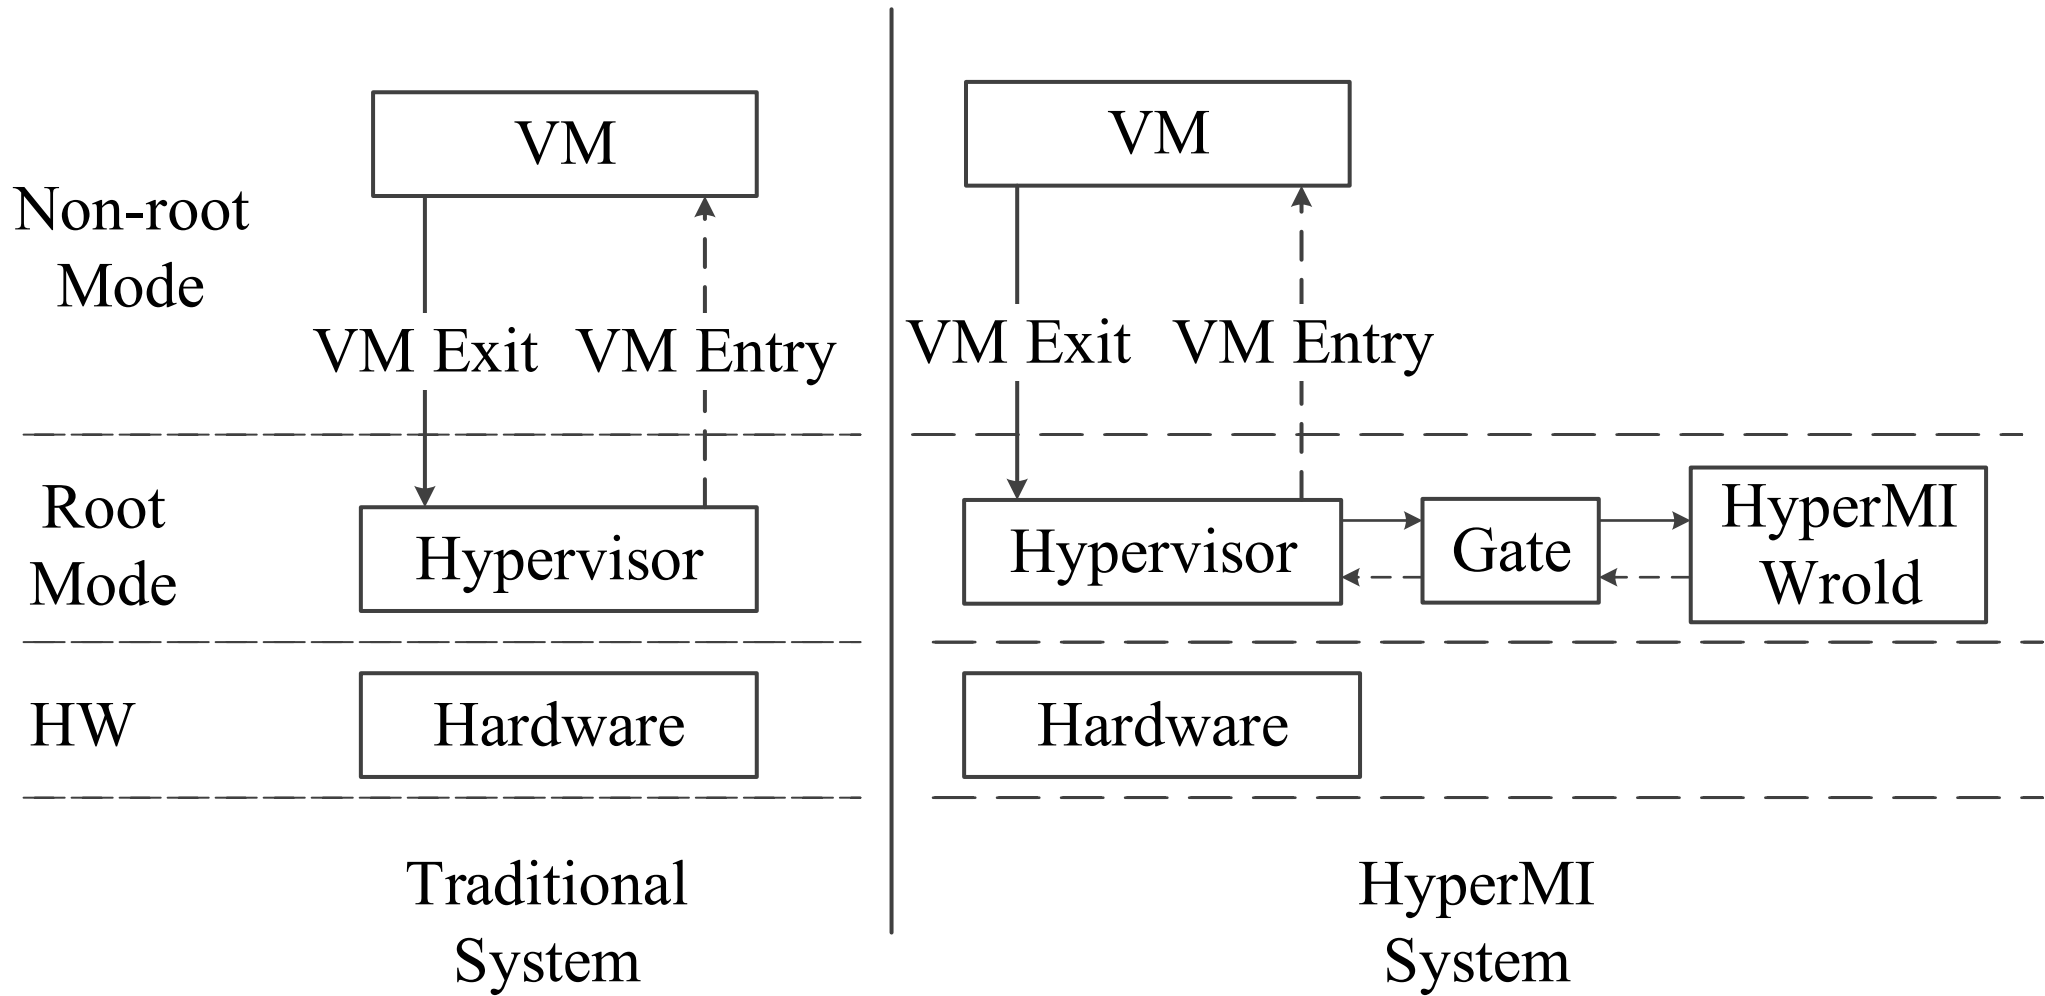 VM
VM
Non-root
Mode
VM Exit
VM Entry
VM Exit
VM Entry
Root
Mode
Hypervisor
Hypervisor
Gate
HyperMI
Wrold
HW
Hardware
Hardware
Traditional
System
HyperMI
System